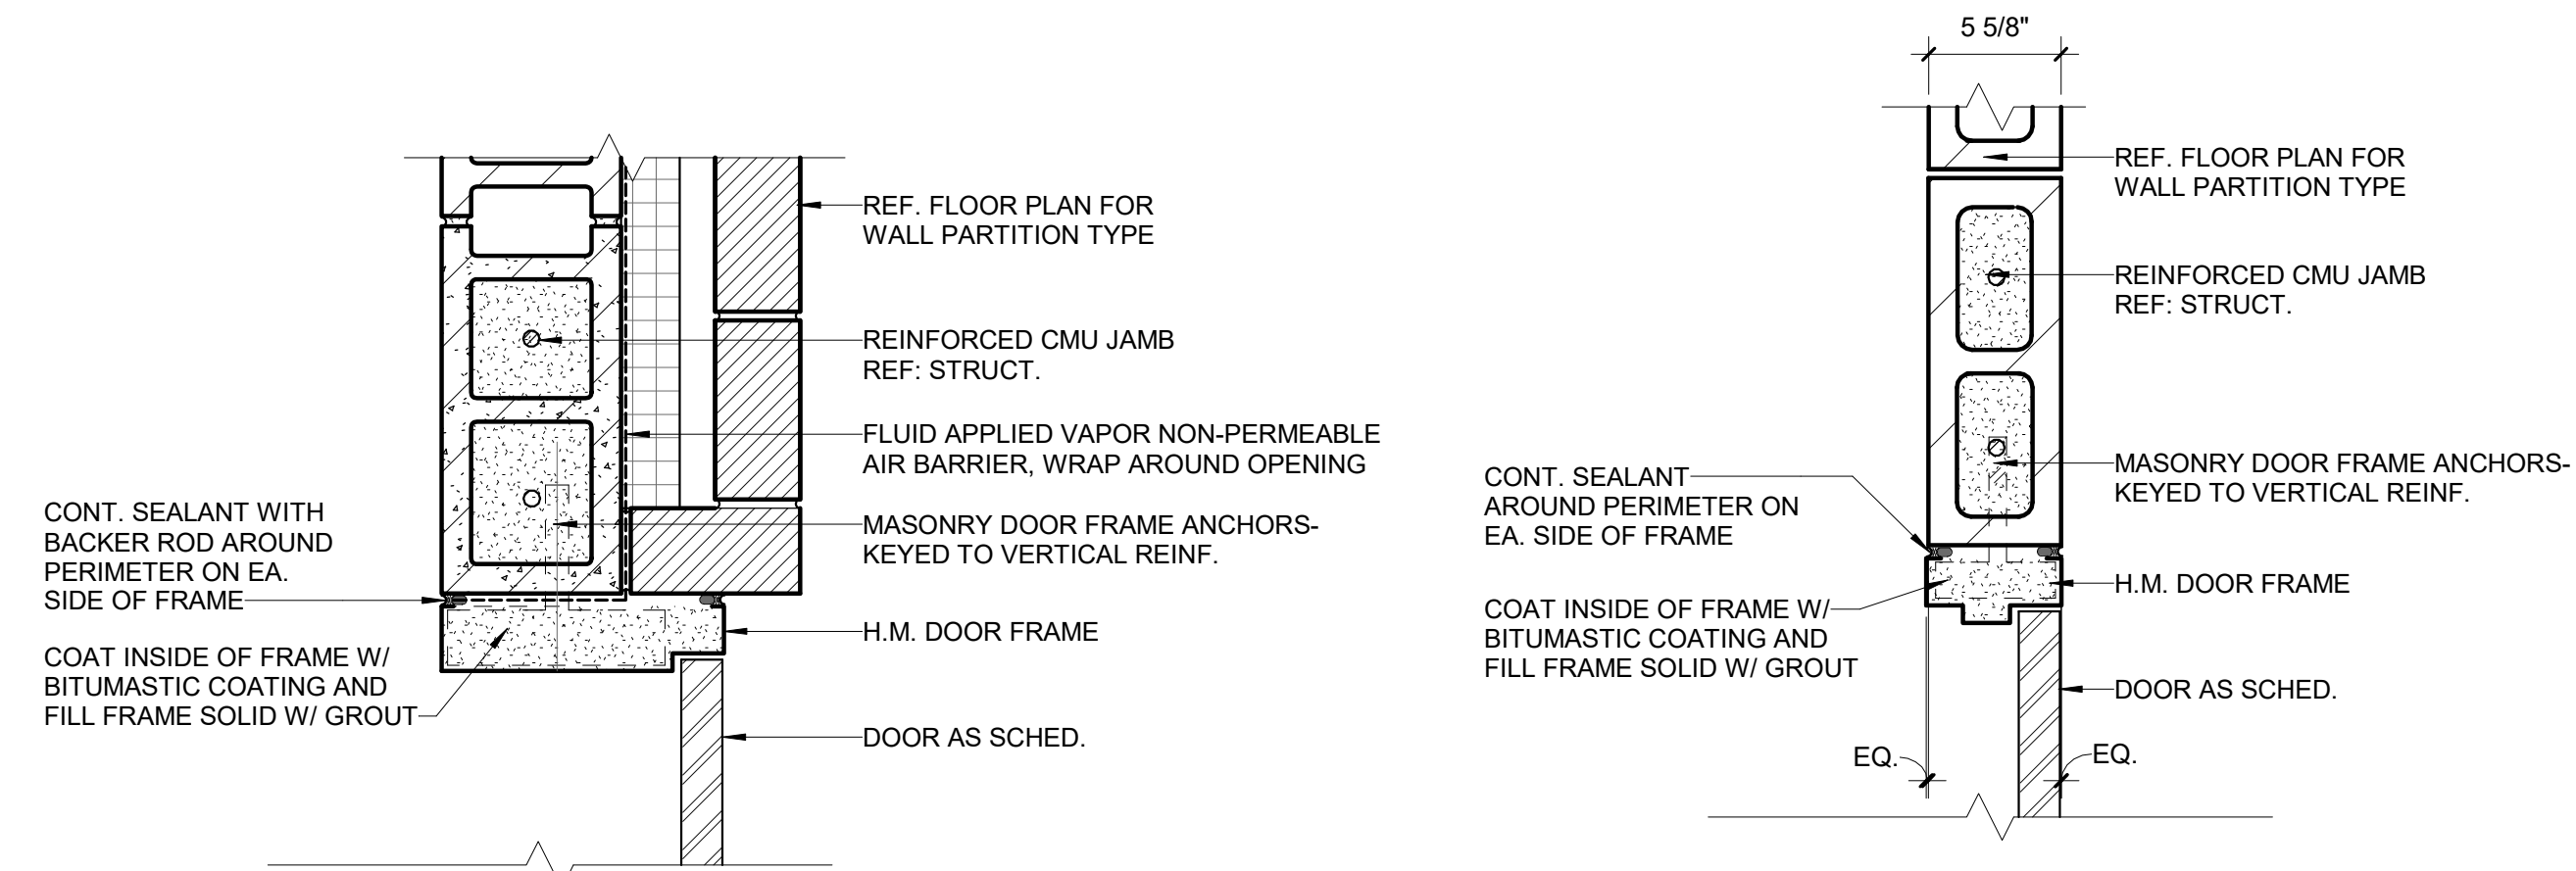 REF. FLOOR PLAN FOR
WALL PARTITION TYPE
REINFORCED CMU JAMB
REF: STRUCT.
FLUID APPLIED VAPOR NON-PERMEABLE
AIR BARRIER, WRAP AROUND OPENING
MASONRY DOOR FRAME ANCHORS-
KEYED TO VERTICAL REINF.
H.M. DOOR FRAME
DOOR AS SCHED.
CONT. SEALANT WITH
BACKER ROD AROUND
PERIMETER ON EA.
SIDE OF FRAME
COAT INSIDE OF FRAME W/
BITUMASTIC COATING AND
FILL FRAME SOLID W/ GROUT
5 5/8"
REF. FLOOR PLAN FOR
WALL PARTITION TYPE
REINFORCED CMU JAMB
REF: STRUCT.
MASONRY DOOR FRAME ANCHORS-
KEYED TO VERTICAL REINF.
H.M. DOOR FRAME
DOOR AS SCHED.
CONT. SEALANT
AROUND PERIMETER ON
EA. SIDE OF FRAME
COAT INSIDE OF FRAME W/
BITUMASTIC COATING AND
FILL FRAME SOLID W/ GROUT
EQ.
EQ.